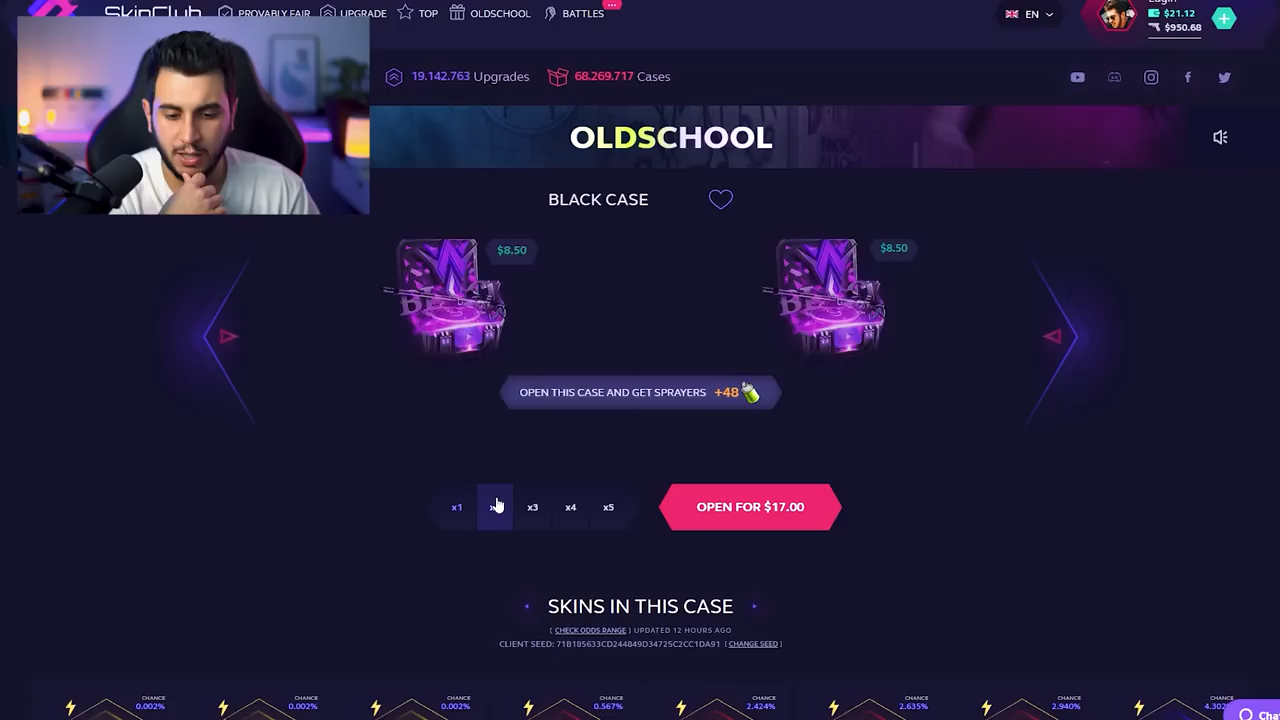 SkinClub PROVABLY FAIR UPGRADE TOP OLDSCHOOL BATTLES ...
EN
$21.12
$950.68
19.142.763 Upgrades 68.269.717 Cases
OLDSCHOOL
BLACK CASE
$8.50 $8.50
OPEN THIS CASE AND GET SPRAYERS +48
x1 x3 x4 x5 OPEN FOR $17.00
SKINS IN THIS CASE
[ CHECK ODDS RANGE ] UPDATED 12 HOURS AGO
CLIENT SEED: 71B185633CD244849D34725C2CC1DA91 [ CHANGE SEED ]
CHANCE CHANCE CHANCE CHANCE CHANCE CHANCE CHANCE CHANCE
0.002% 0.002% 0.002% 0.567% 2.424% 2.635% 2.940%